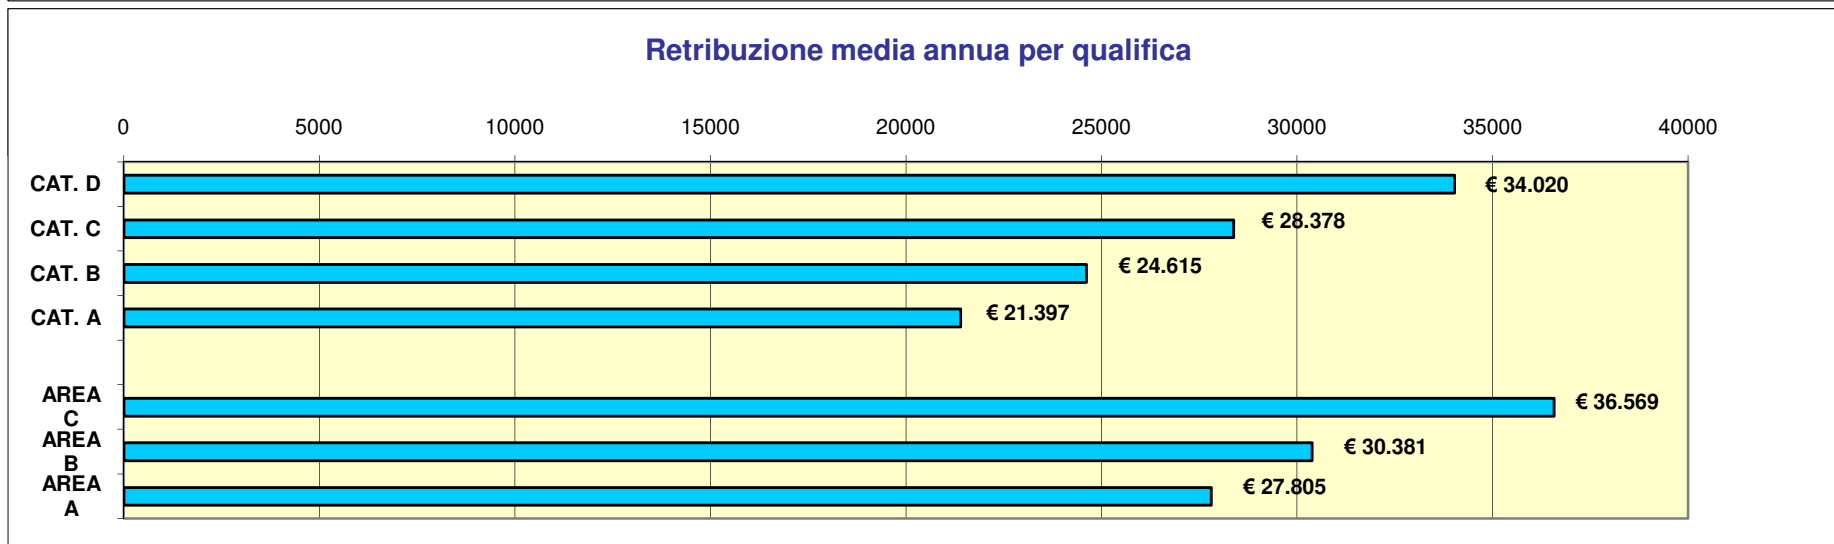 Retribuzione media annua per qualifica
0 5000 10000 15000 20000 25000 30000 35000 40000
CAT. D € 34.020
CAT. C € 28.378
CAT. B € 24.615
CAT. A € 21.397
AREA
C € 36.569
AREA
B € 30.381
AREA
A € 27.805